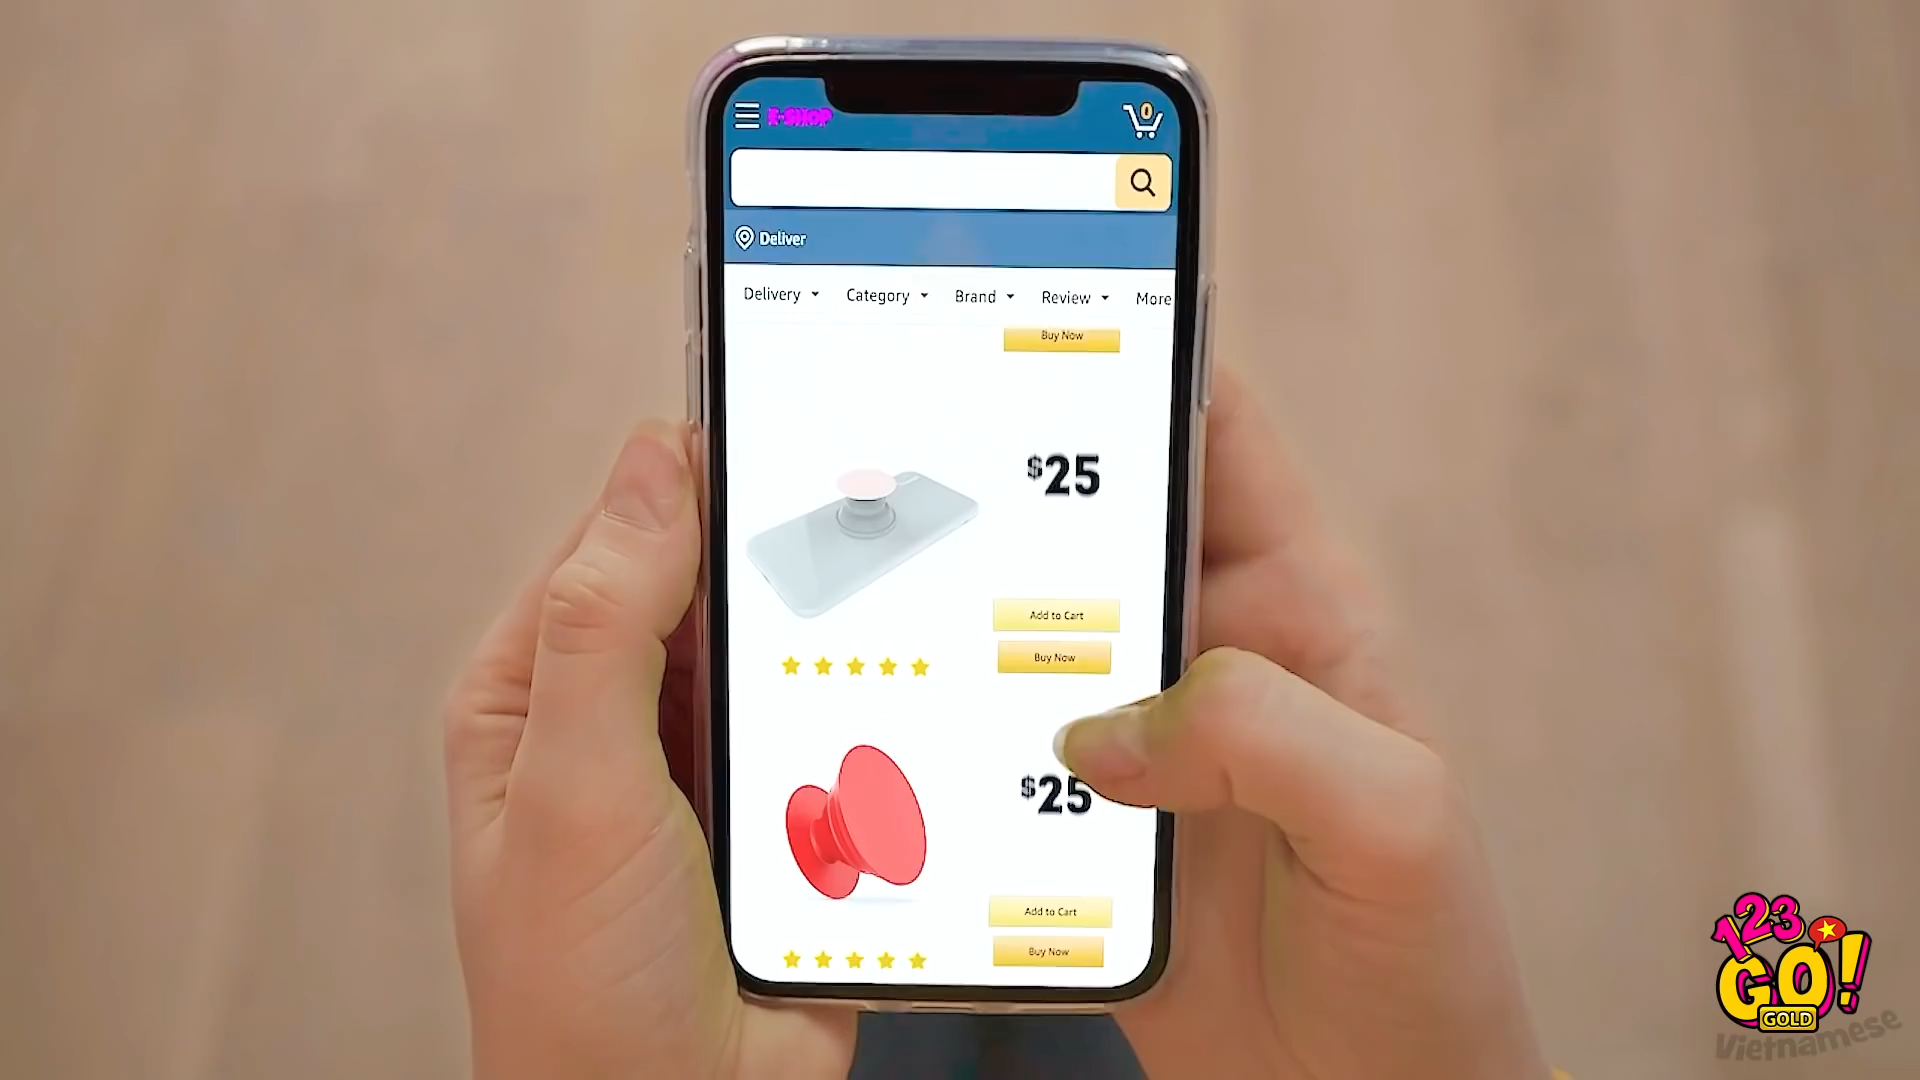 E-SHOP
0
Deliver
Delivery
Category
Brand
Review
More
Buy Now
$25
Add to Cart
Buy Now
$25
Add to Cart
Buy Now
123
GO!
GOLD
Vietnamese